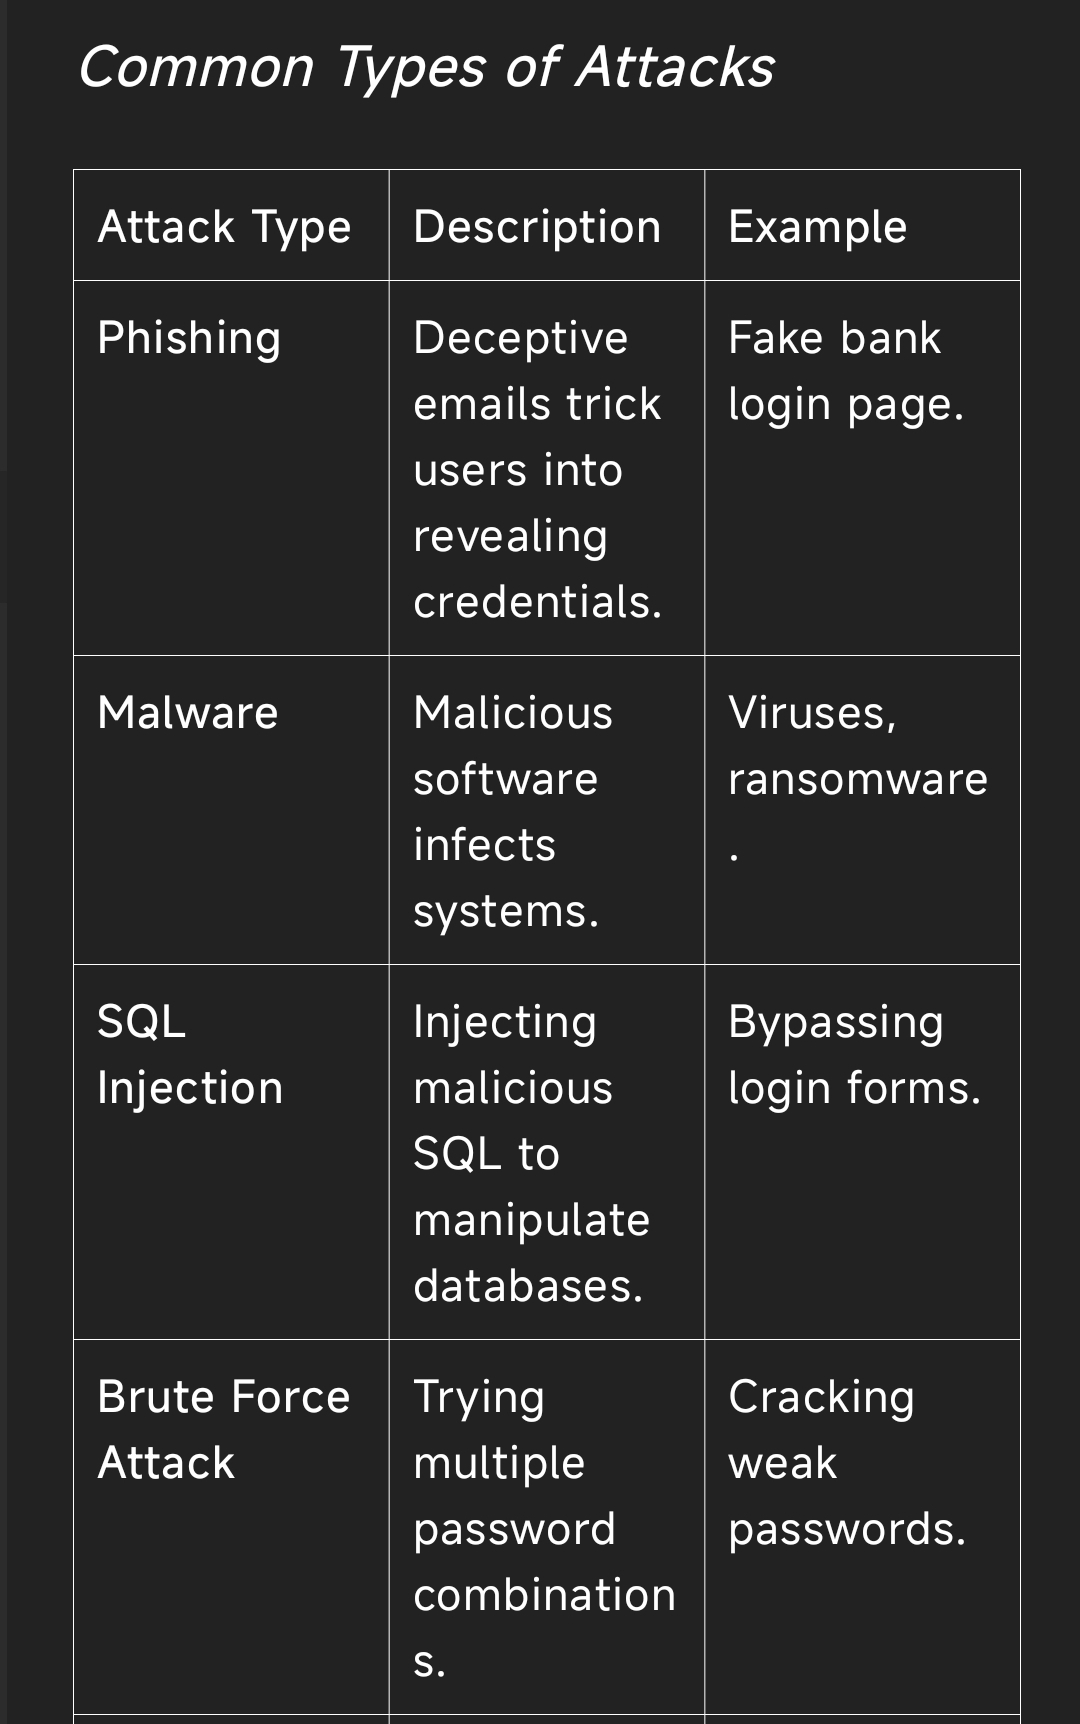 Common Types of Attacks
Attack Type Description Example
Phishing
Deceptive
emails trick
users into
revealing
credentials.
Fake bank
login page.
Malware
Malicious
software
infects
systems.
Viruses,
ransomware
.
SQL
Injection
Injecting
malicious
SQL to
manipulate
databases.
Bypassing
login forms.
Brute Force
Attack
Trying
multiple
password
combination
s.
Cracking
weak
passwords.